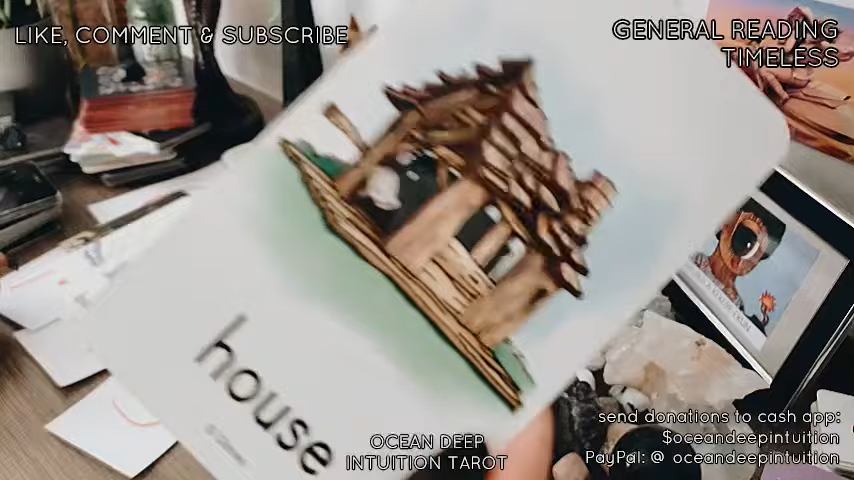 LIKE, COMMENT & SUBSCRIBE
GENERAL READING
TIMELESS
house
OCEAN DEEP
INTUITION TAROT
send donations to cash app:
$oceandeepintuition
PayPal: @ oceandeepintuition